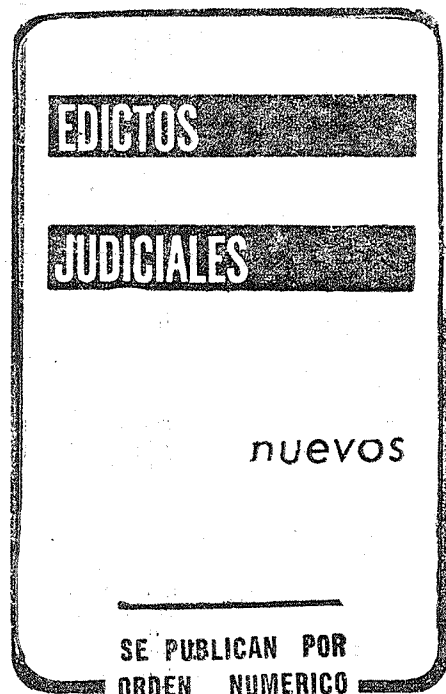 EDICTOS
JUDICIALES
nuevos
SE PUBLICAN POR
ORDEN NUMERICO